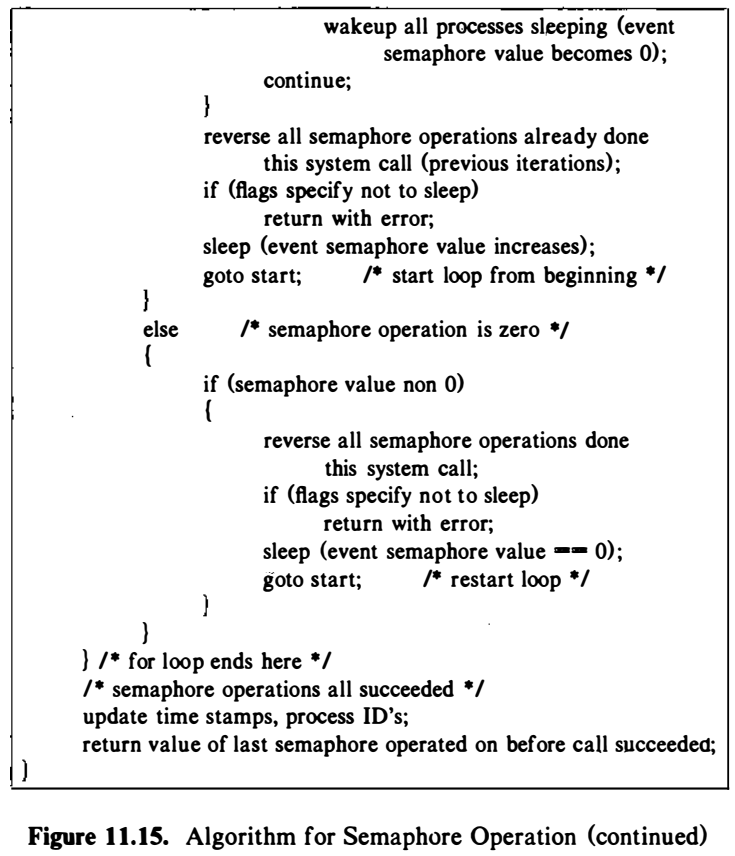 wakeup all processes sleeping (event
semaphore value becomes 0);
continue;
}
reverse all semaphore operations already done
this system call (previous iterations);
if (flags specify not to sleep)
return with error;
sleep (event semaphore value increases);
goto start; /* start loop from beginning */
}
else /* semaphore operation is zero */
{
if (semaphore value non 0)
{
reverse all semaphore operations done
this system call;
if (flags specify not to sleep)
return with error;
sleep (event semaphore value == 0);
goto start; /* restart loop */
}
}
} /* for loop ends here */
/* semaphore operations all succeeded */
update time stamps, process ID's;
return value of last semaphore operated on before call succeeded;
}
Figure 11.15. Algorithm for Semaphore Operation (continued)